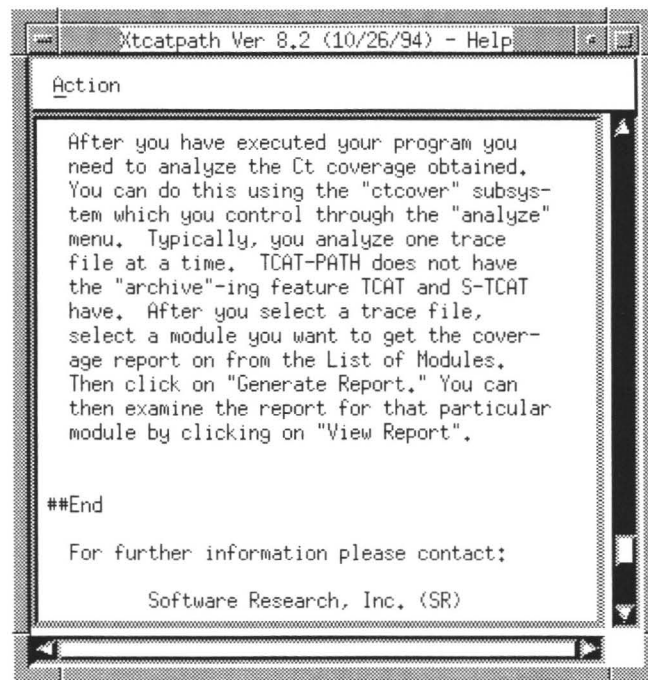 Xtcatpath Ver 8.2 (10/26/94) - Help
Action
After you have executed your program you
need to analyze the Ct coverage obtained.
You can do this using the "ctcover" subsys-
tem which you control through the "analyze"
menu. Typically, you analyze one trace
file at a time. TCAT-PATH does not have
the "archive"-ing feature TCAT and S-TCAT
have. After you select a trace file,
select a module you want to get the cover-
age report on from the List of Modules.
Then click on "Generate Report." You can
then examine the report for that particular
module by clicking on "View Report".
##End
For further information please contact:
Software Research, Inc. (SR)